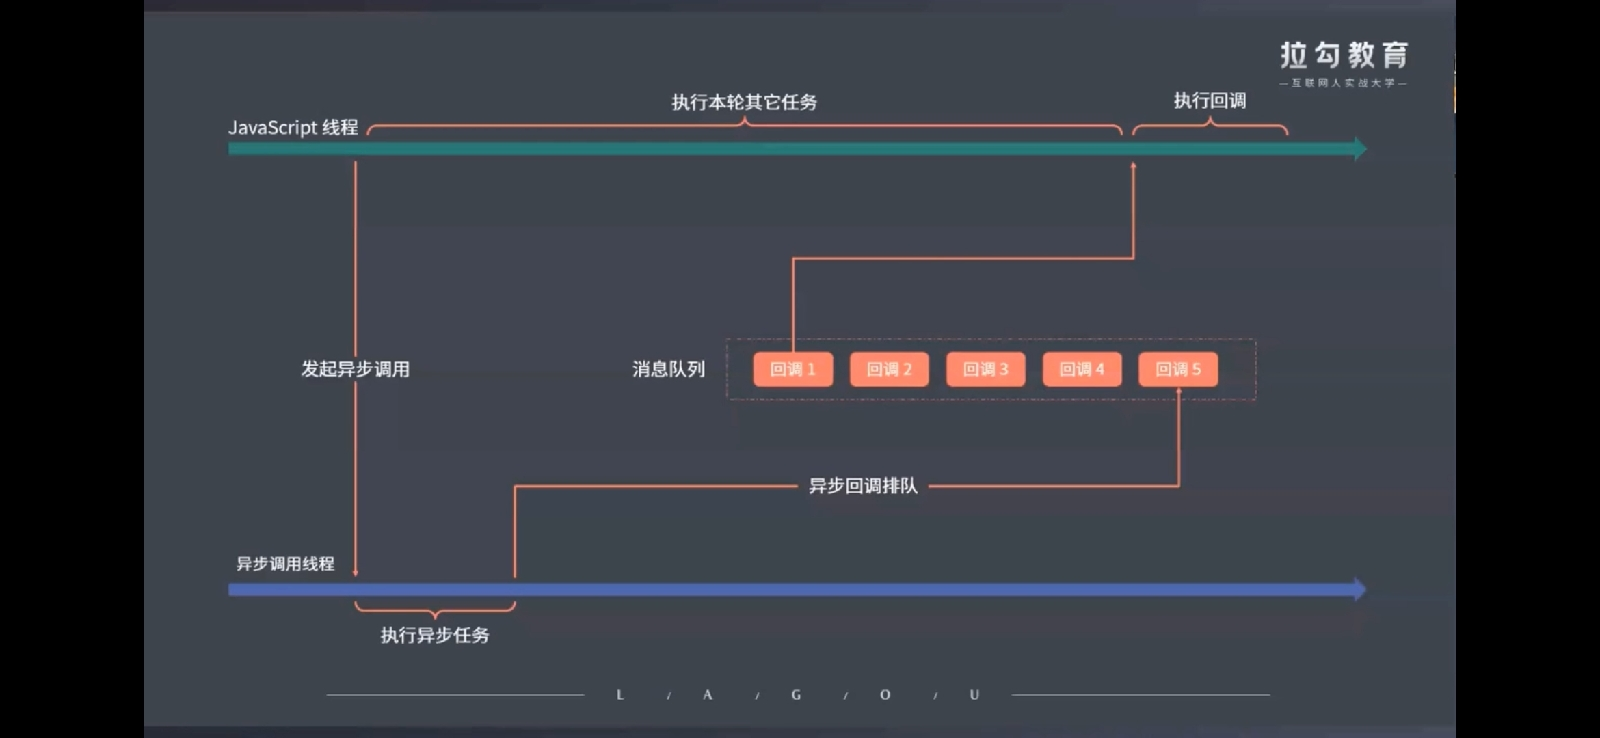 拉勾教育
—互联网人实战大学—
执行本轮其它任务
执行回调
JavaScript 线程
发起异步调用
消息队列
回调 1
回调 2
回调 3
回调 4
回调 5
异步回调排队
异步调用线程
执行异步任务
L / A / G / O / U